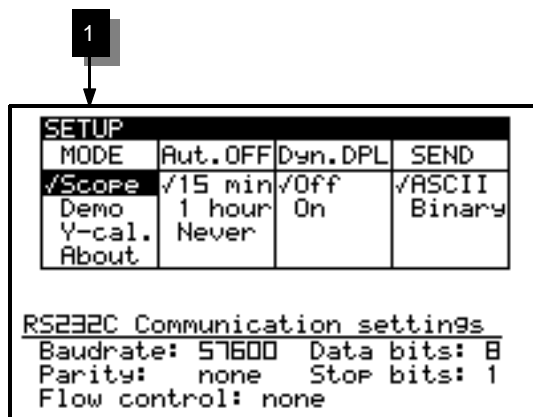 1
SETUP
MODE Aut.OFF Dyn.DPL SEND
√Scope √15 min √Off √ASCII
Demo 1 hour On Binary
Y-cal. Never
About
RS232C Communication settings
Baudrate: 57600 Data bits: 8
Parity: none Stop bits: 1
Flow control: none